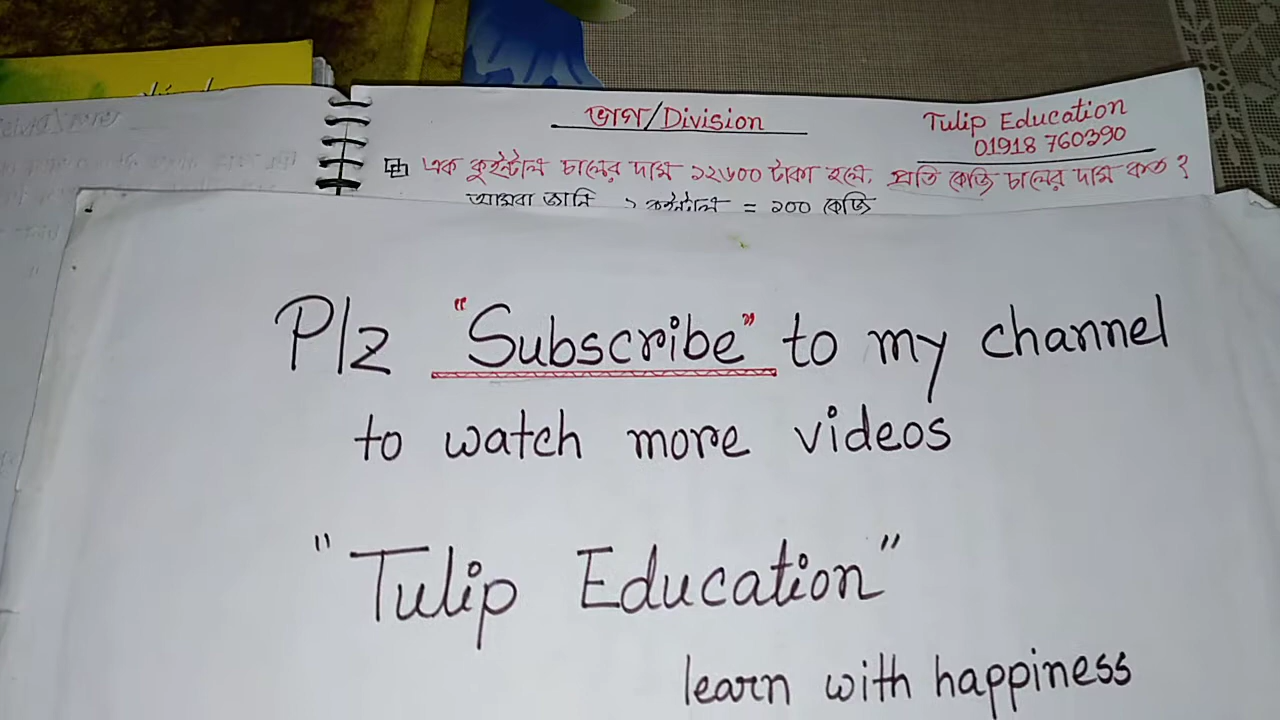 ভাগ/Division
Tulip Education
01918 760390
এক কুইন্টাল চালের দাম ১২৬০০ টাকা হলে, প্রতি কেজি চালের দাম কত ?
আমরা জানি ১ কুইন্টাল = ১০০ কেজি
Plz "Subscribe" to my channel
to watch more videos
"Tulip Education"
learn with happiness